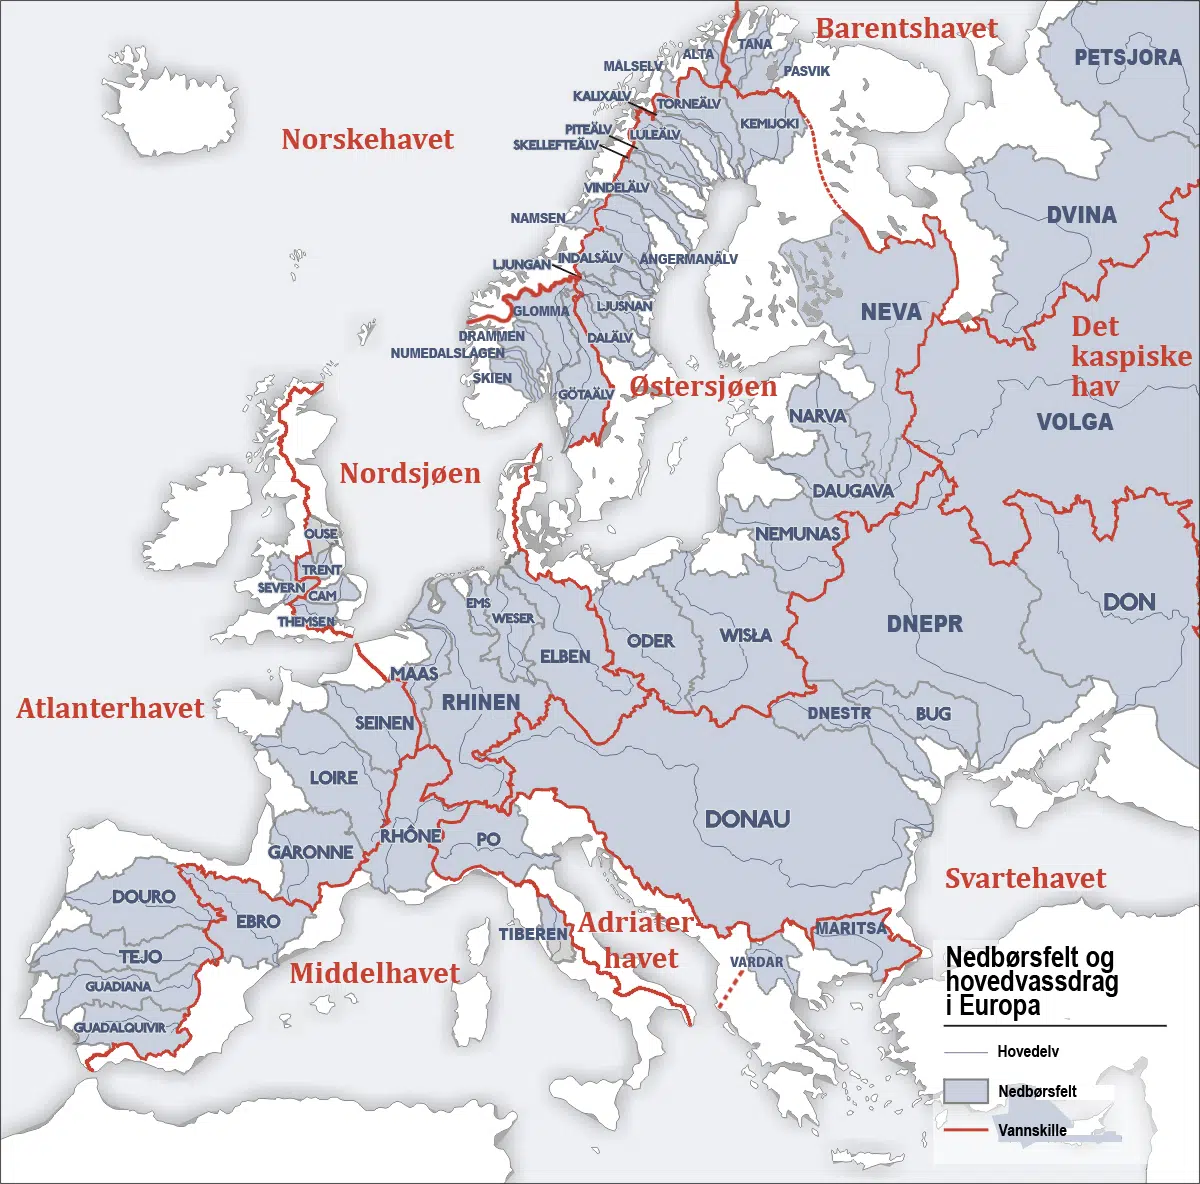 Barentshavet
TANA
ALTA
PETSJORA
MÅLSELV
PASVIK
KALIXÄLV
TORNEÄLV
KEMIJOKI
PITEÄLV
LULEÄLV
SKELLEFTEÄLV
Norskehavet
VINDELÄLV
NAMSEN
DVINA
INDALSÄLV
ÅNGERMANÄLV
LJUNGAN
LJUSNAN
GLOMMA
NEVA
DRAMMEN
DALÄLV
NUMEDALSLÅGEN
SKIEN
GÖTAÄLV
Østersjøen
Det
kaspiske
hav
NARVA
VOLGA
Nordsjøen
DAUGAVA
OUSE
NEMUNAS
TRENT
SEVERN
CAM
THEMSEN
EMS
WESER
ELBEN
ODER
WISŁA
DNEPR
DON
MAAS
RHINEN
Atlanterhavet
SEINEN
DNESTR
BUG
LOIRE
DONAU
RHÔNE
PO
GARONNE
Svartehavet
DOURO
EBRO
TIBEREN
Adriater-
havet
MARITSA
TEJO
VARDAR
Middelhavet
GUADIANA
GUADALQUIVIR
Nedbørsfelt og
hovedvassdrag
i Europa
Hovedelv
Nedbørsfelt
Vannskille